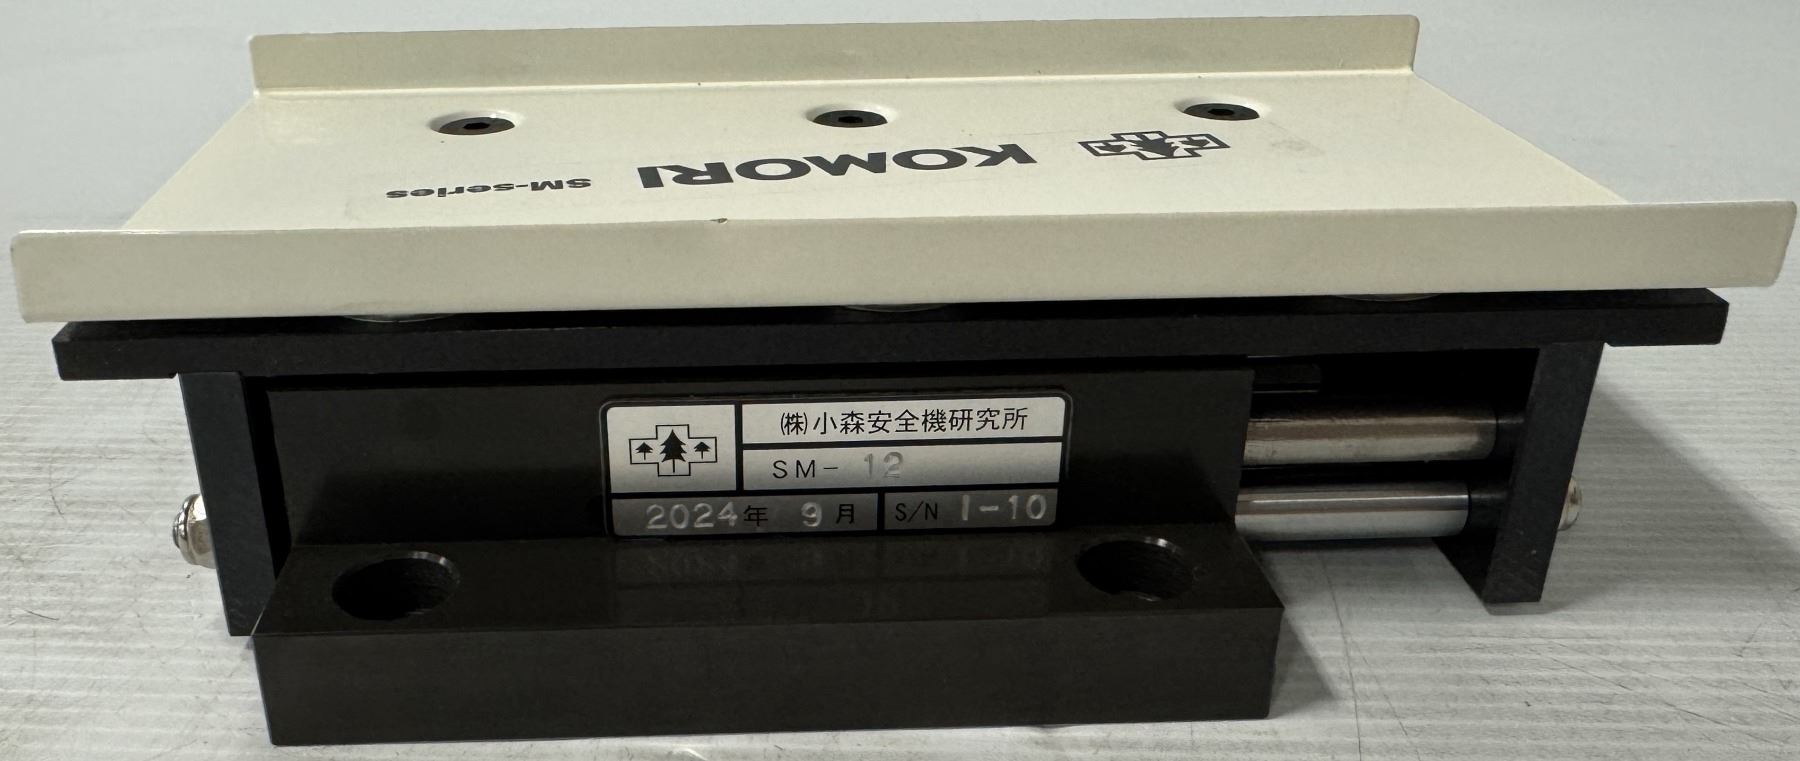 KOMORI SM-series
㈱小森安全機研究所
SM- 12
2024年 9月 S/N 1-10